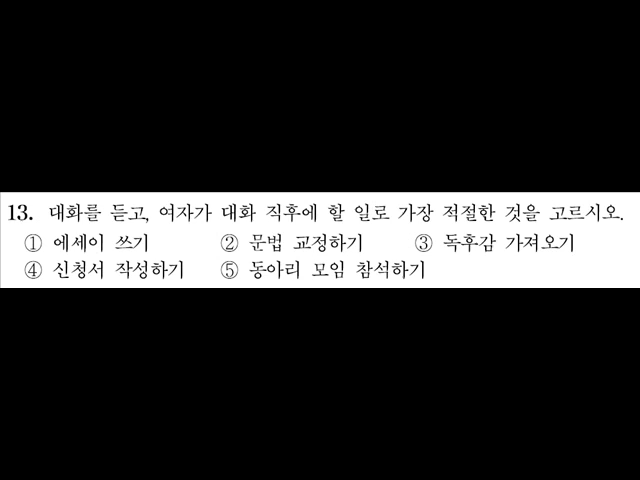 13. 대화를 듣고, 여자가 대화 직후에 할 일로 가장 적절한 것을 고르시오.
① 에세이 쓰기 ② 문법 교정하기 ③ 독후감 가져오기
④ 신청서 작성하기 ⑤ 동아리 모임 참석하기